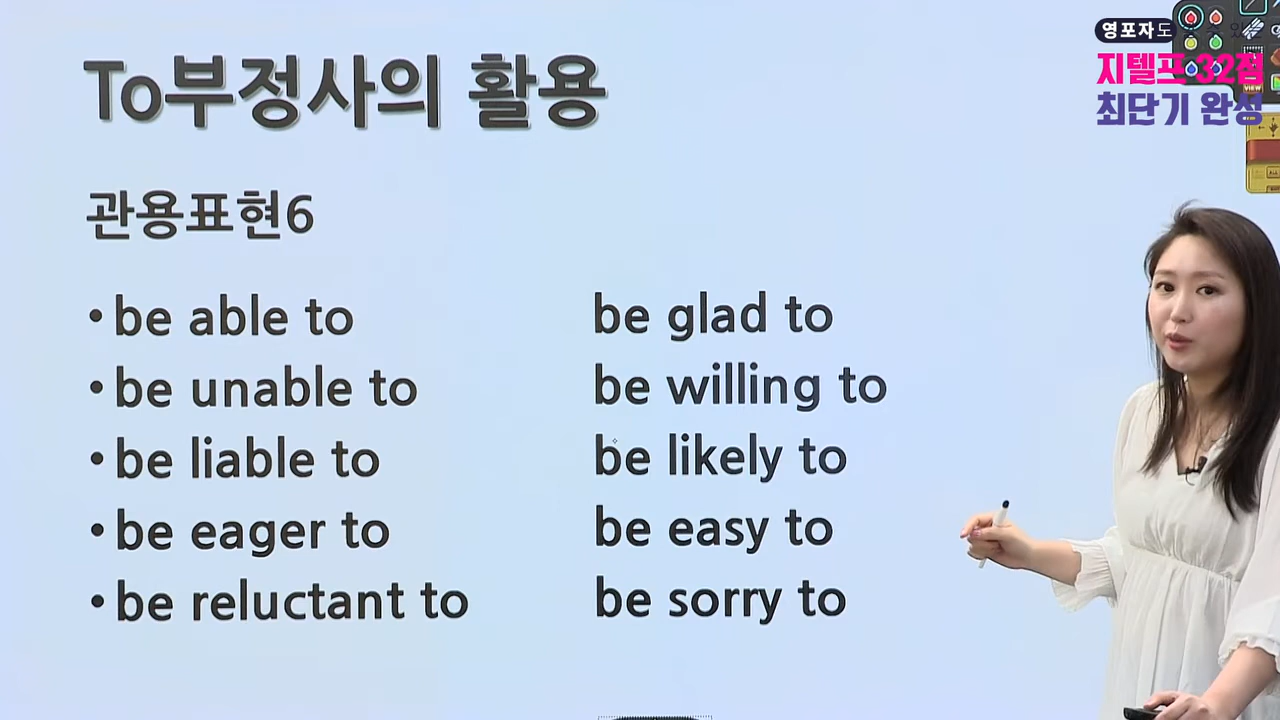 To부정사의 활용
관용표현6
• be able to
• be unable to
• be liable to
• be eager to
• be reluctant to
be glad to
be willing to
be likely to
be easy to
be sorry to
영포자도
지텔프 32점
최단기 완성
VIEW